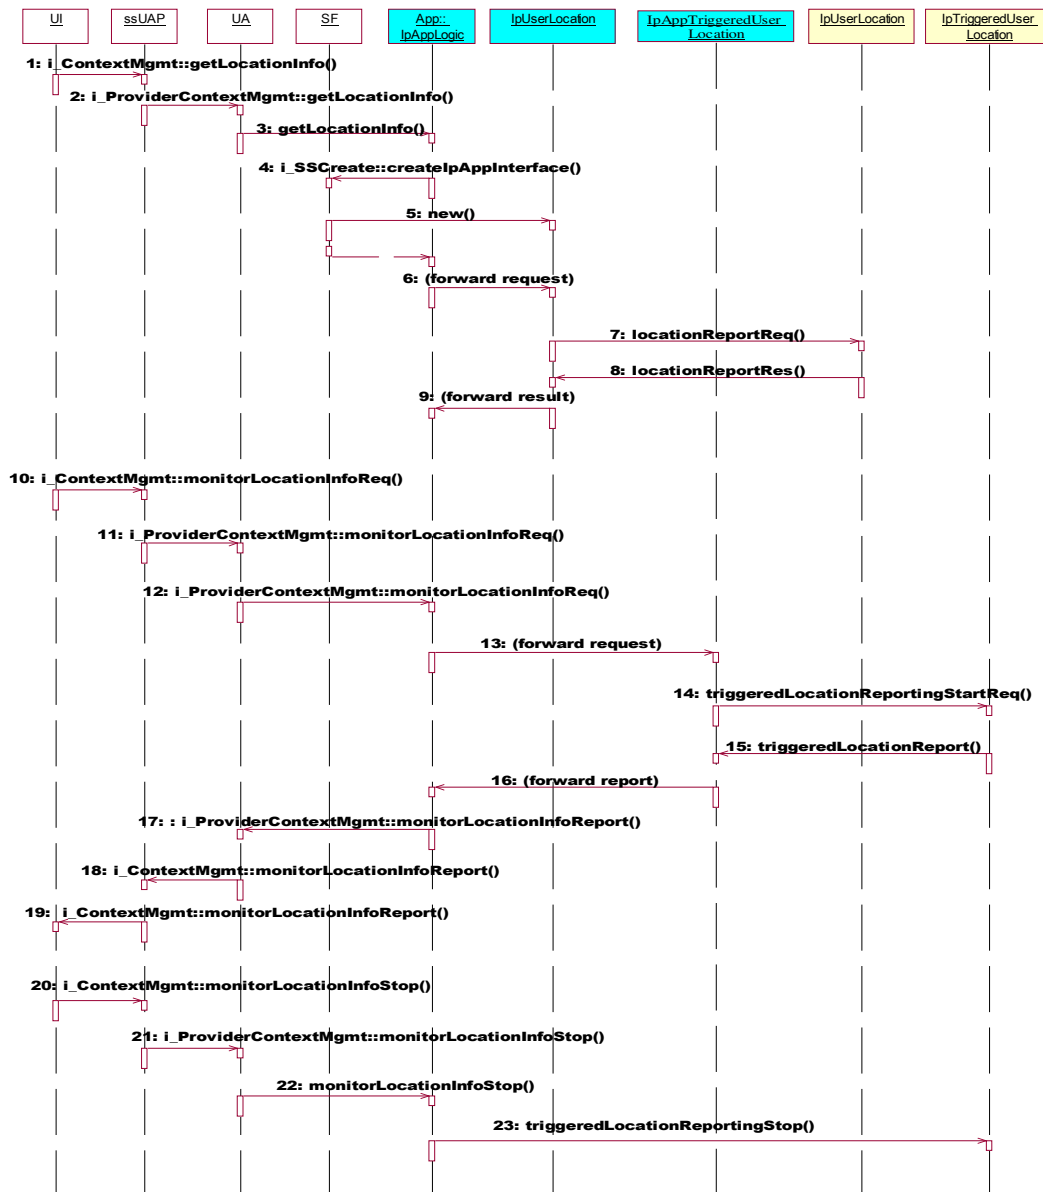 UI
ssUAP
UA
SF
App::
IpAppLogic
IpUserLocation
IpAppTriggeredUser
Location
IpUserLocation
IpTriggeredUser
Location
1: i_ContextMgmt::getLocationInfo()
2: i_ProviderContextMgmt::getLocationInfo()
3: getLocationInfo()
4: i_SSCreate::createIpAppInterface()
5: new()
6: (forward request)
7: locationReportReq()
8: locationReportRes()
9: (forward result)
10: i_ContextMgmt::monitorLocationInfoReq()
11: i_ProviderContextMgmt::monitorLocationInfoReq()
12: i_ProviderContextMgmt::monitorLocationInfoReq()
13: (forward request)
14: triggeredLocationReportingStartReq()
15: triggeredLocationReport()
16: (forward report)
17: : i_ProviderContextMgmt::monitorLocationInfoReport()
18: i_ContextMgmt::monitorLocationInfoReport()
19: i_ContextMgmt::monitorLocationInfoReport()
20: i_ContextMgmt::monitorLocationInfoStop()
21: i_ProviderContextMgmt::monitorLocationInfoStop()
22: monitorLocationInfoStop()
23: triggeredLocationReportingStop()